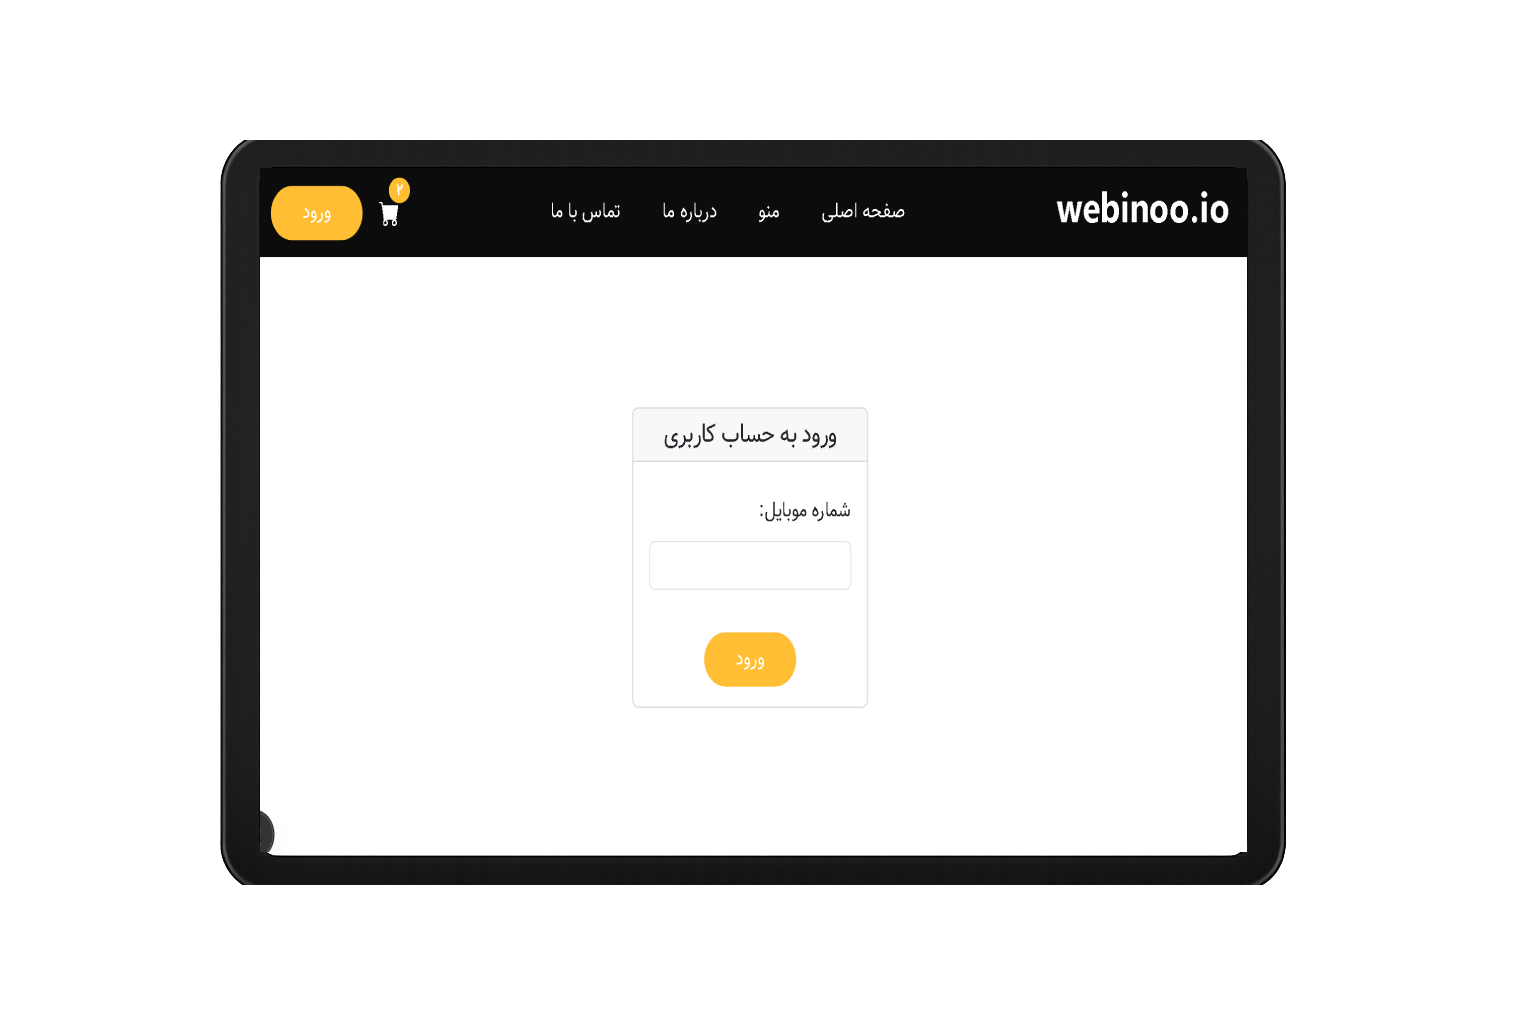 webinoo.io
صفحه اصلی
منو
درباره ما
تماس با ما
۲
ورود
ورود به حساب کاربری
شماره موبایل:
ورود